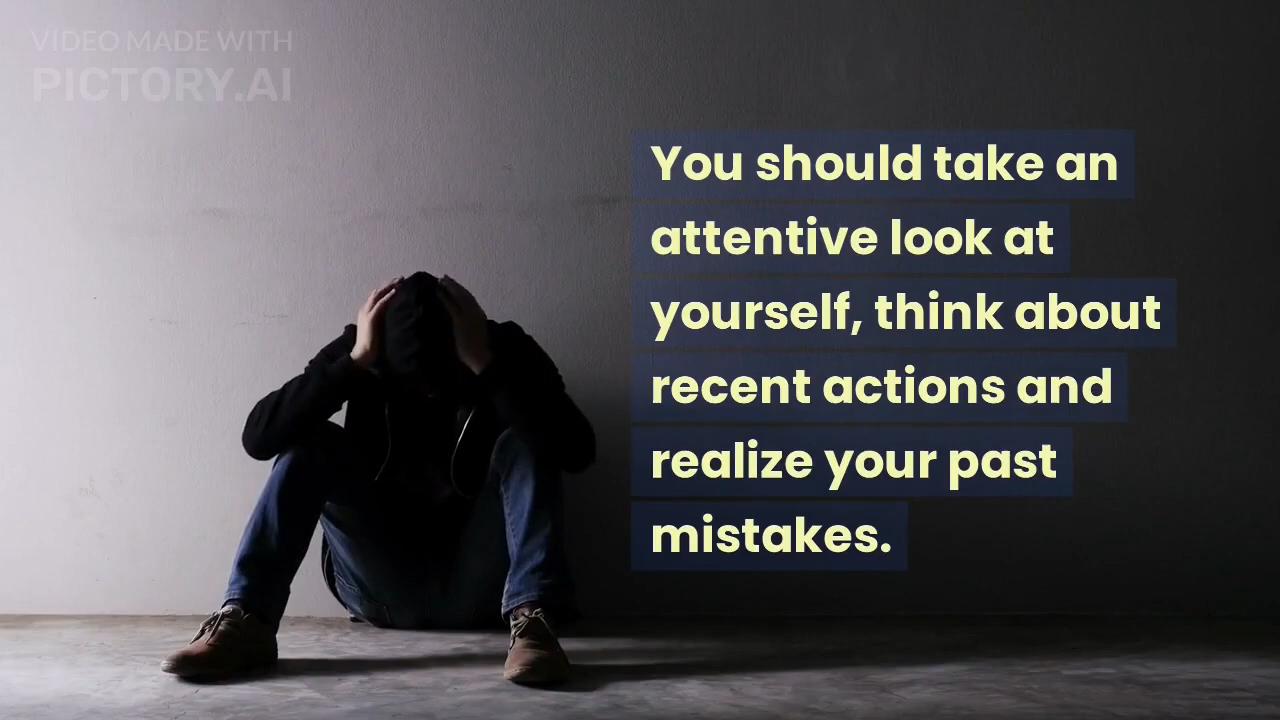 VIDEO MADE WITH
PICTORY.AI
You should take an
attentive look at
yourself, think about
recent actions and
realize your past
mistakes.